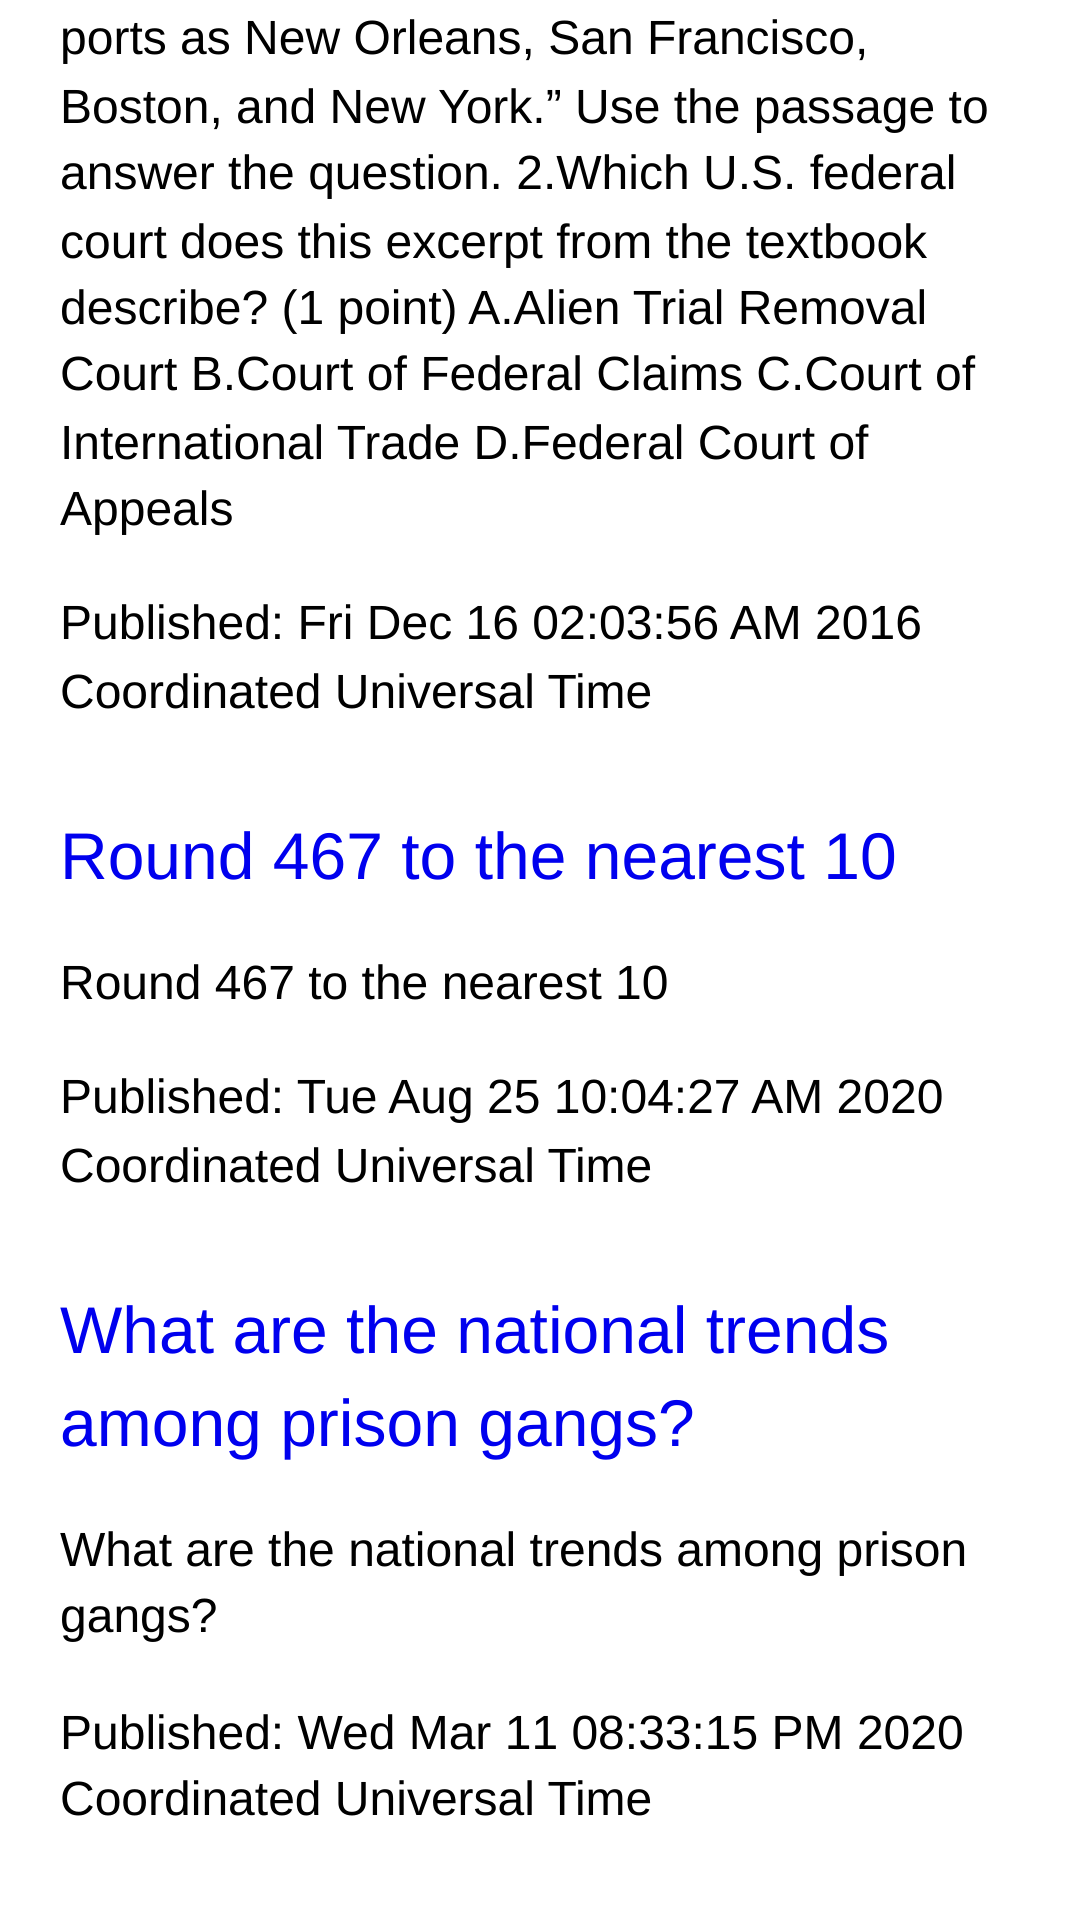 ports as New Orleans, San Francisco,
Boston, and New York.” Use the passage to
answer the question. 2.Which U.S. federal
court does this excerpt from the textbook
describe? (1 point) A.Alien Trial Removal
Court B.Court of Federal Claims C.Court of
International Trade D.Federal Court of
Appeals
Published: Fri Dec 16 02:03:56 AM 2016
Coordinated Universal Time
Round 467 to the nearest 10
Round 467 to the nearest 10
Published: Tue Aug 25 10:04:27 AM 2020
Coordinated Universal Time
What are the national trends
among prison gangs?
What are the national trends among prison
gangs?
Published: Wed Mar 11 08:33:15 PM 2020
Coordinated Universal Time